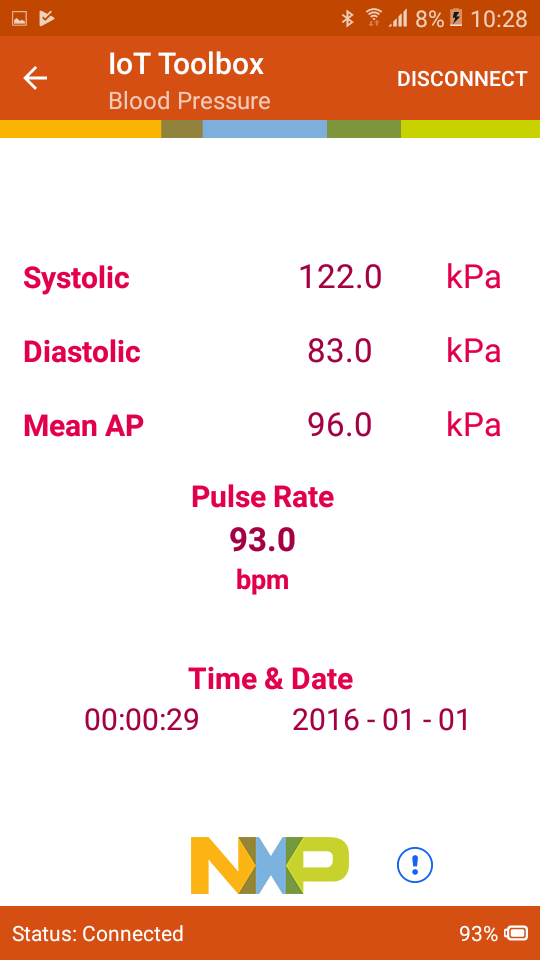 8% 10:28
IoT Toolbox
Blood Pressure
DISCONNECT
Systolic 122.0 kPa
Diastolic 83.0 kPa
Mean AP 96.0 kPa
Pulse Rate
93.0
bpm
Time & Date
00:00:29 2016 - 01 - 01
NXP
Status: Connected 93%